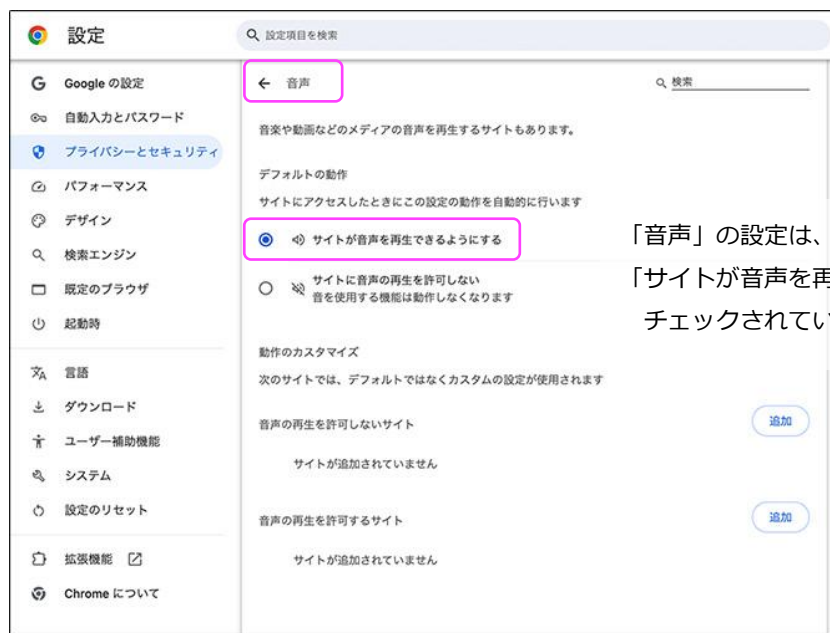 設定
設定項目を検索
Google の設定
自動入力とパスワード
プライバシーとセキュリティ
パフォーマンス
デザイン
検索エンジン
既定のブラウザ
起動時
言語
ダウンロード
ユーザー補助機能
システム
設定のリセット
拡張機能
Chrome について
音声
検索
音楽や動画などのメディアの音声を再生するサイトもあります。
デフォルトの動作
サイトにアクセスしたときにこの設定の動作を自動的に行います
サイトが音声を再生できるようにする
サイトに音声の再生を許可しない
音を使用する機能は動作しなくなります
動作のカスタマイズ
次のサイトでは、デフォルトではなくカスタムの設定が使用されます
音声の再生を許可しないサイト
追加
サイトが追加されていません
音声の再生を許可するサイト
追加
サイトが追加されていません
「音声」の設定は、
「サイトが音声を再
チェックされてい